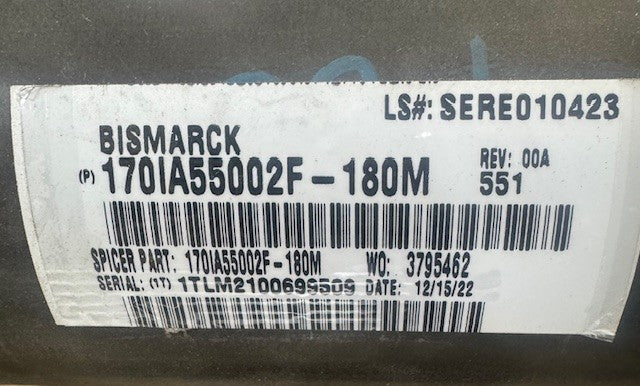 LS#: SERE010423
BISMARCK
(P) 170IA55002F-180M
REV: 00A
551
SPICER PART: 170IA55002F-180M WO: 3795462
SERIAL: (1T) 1TLM2100699509 DATE: 12/15/22